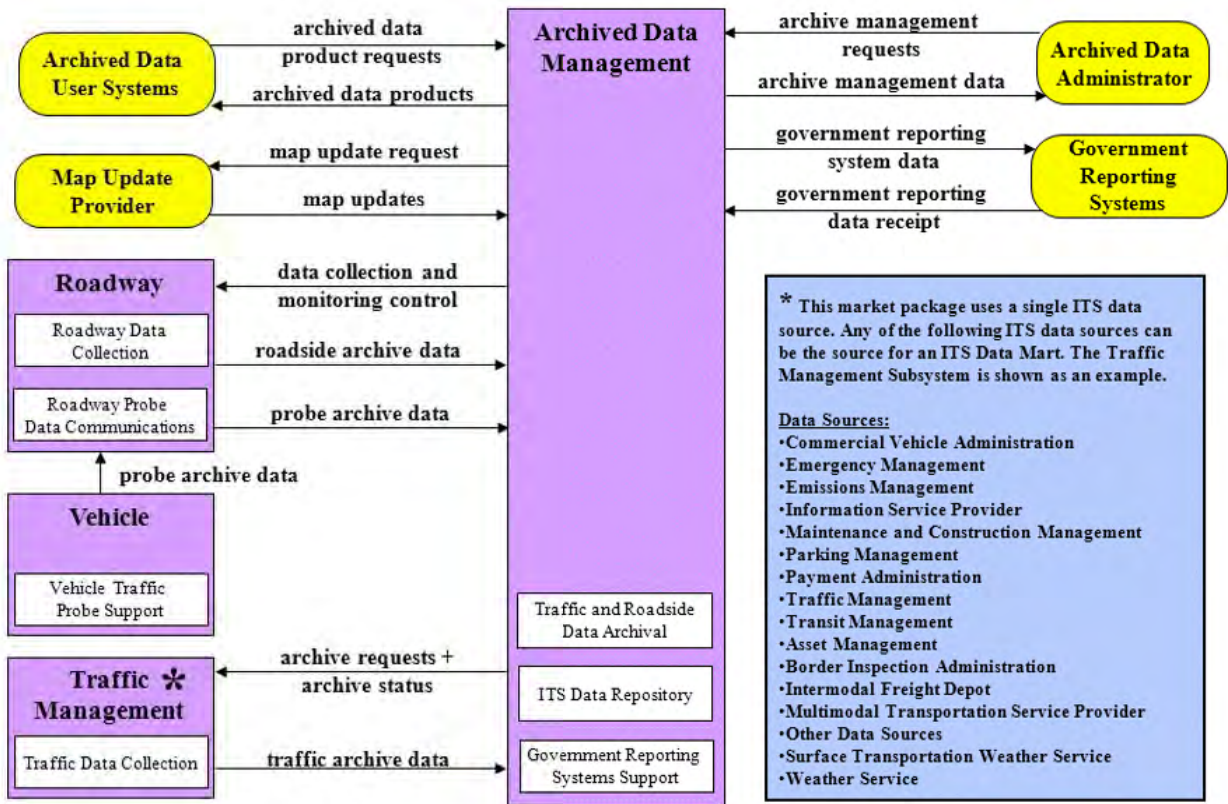 Archived Data
User Systems
archived data
product requests
archived data products
Map Update
Provider
map update request
map updates
Roadway
Roadway Data
Collection
Roadway Probe
Data Communications
data collection and
monitoring control
roadside archive data
probe archive data
probe archive data
Vehicle
Vehicle Traffic
Probe Support
Traffic *
Management
Traffic Data Collection
archive requests +
archive status
traffic archive data
Archived Data
Management
Traffic and Roadside
Data Archival
ITS Data Repository
Government Reporting
Systems Support
archive management
requests
archive management data
Archived Data
Administrator
government reporting
system data
government reporting
data receipt
Government
Reporting
Systems
* This market package uses a single ITS data
source. Any of the following ITS data sources can
be the source for an ITS Data Mart. The Traffic
Management Subsystem is shown as an example.
Data Sources:
•Commercial Vehicle Administration
•Emergency Management
•Emissions Management
•Information Service Provider
•Maintenance and Construction Management
•Parking Management
•Payment Administration
•Traffic Management
•Transit Management
•Asset Management
•Border Inspection Administration
•Intermodal Freight Depot
•Multimodal Transportation Service Provider
•Other Data Sources
•Surface Transportation Weather Service
•Weather Service